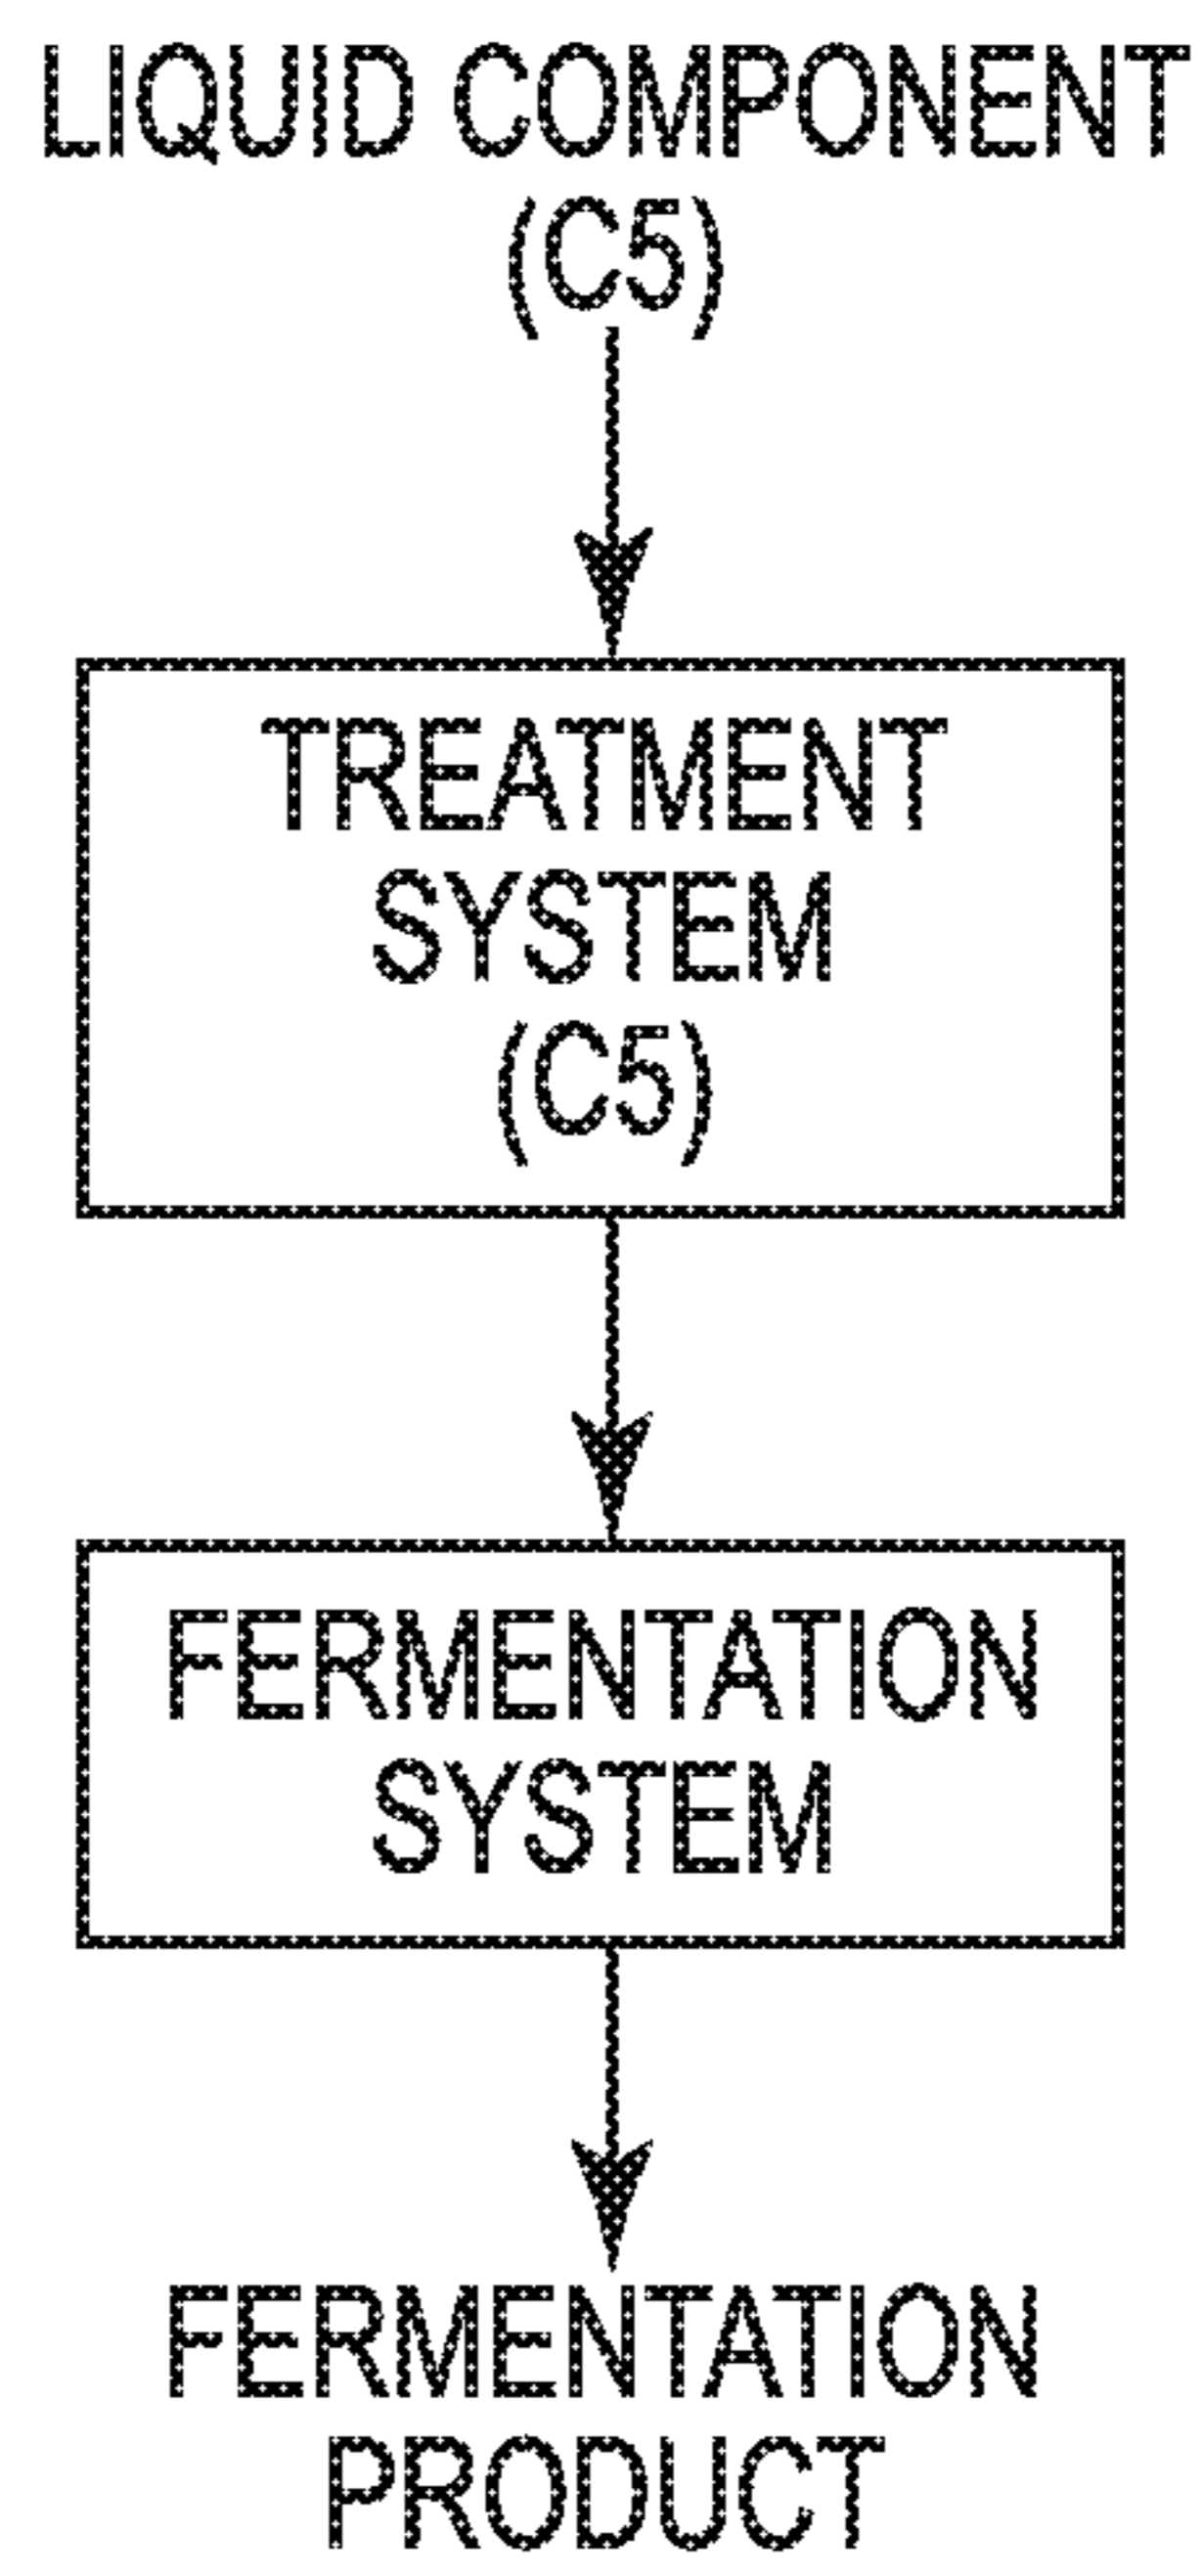 LIQUID COMPONENT
(C5)
TREATMENT
SYSTEM
(C5)
FERMENTATION
SYSTEM
FERMENTATION
PRODUCT